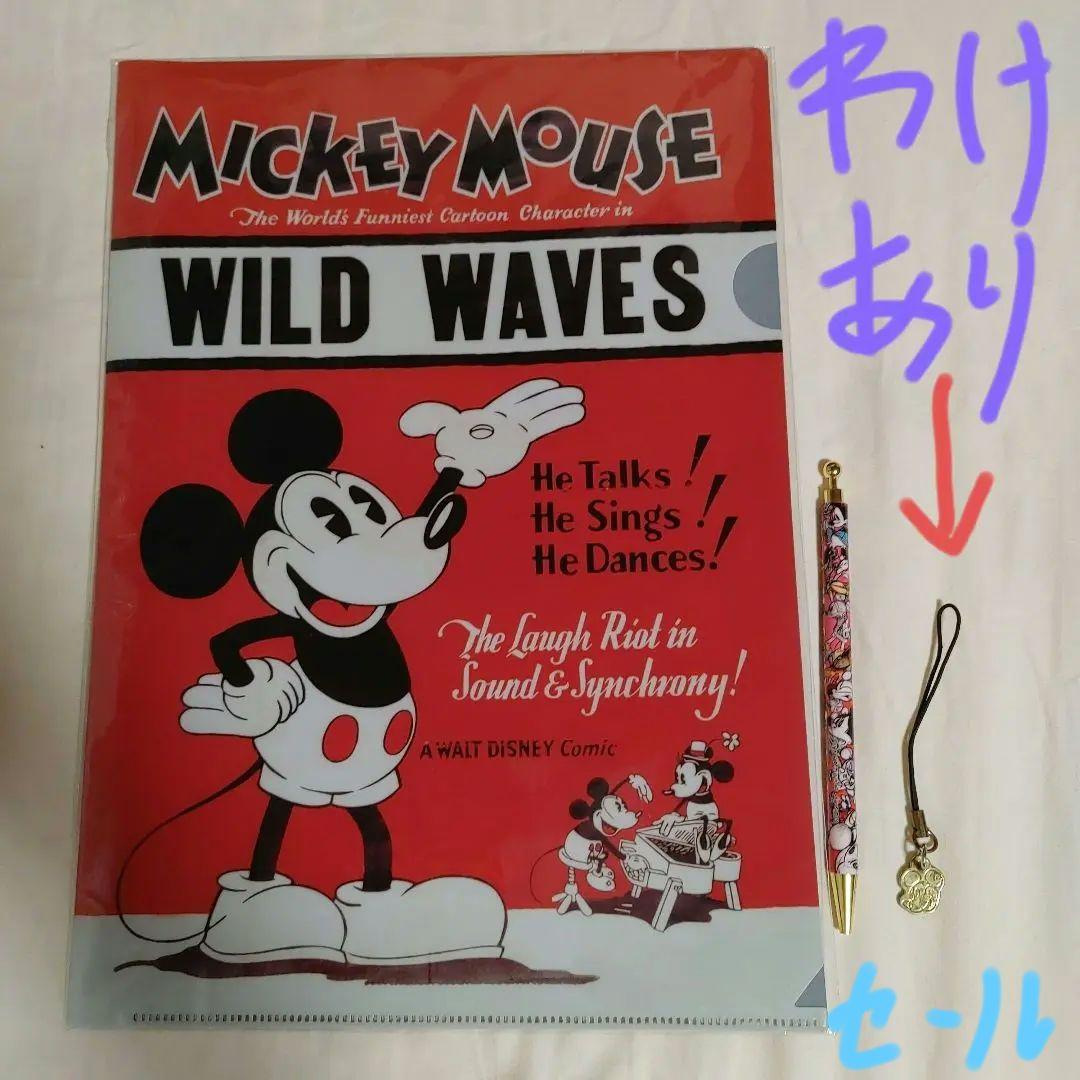 MICKEY MOUSE
The World's Funniest Cartoon Character in
WILD WAVES
He Talks!
He Sings!
He Dances!
The Laugh Riot in
Sound & Synchrony!
A WALT DISNEY Comic
わけ
あり
セール